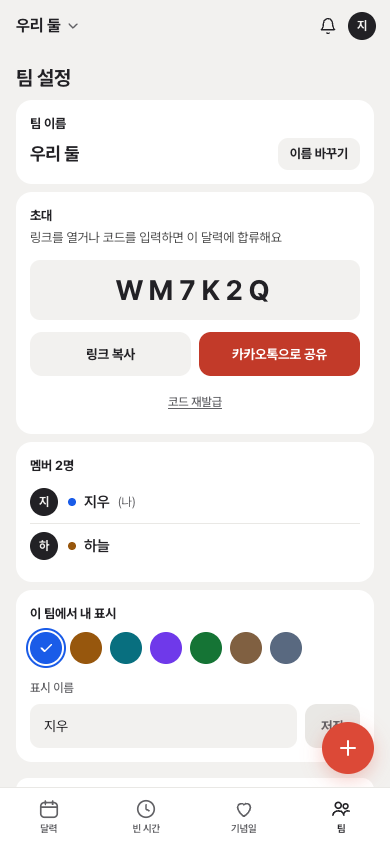 우리 둘
지
팀 설정
팀 이름
우리 둘
이름 바꾸기
초대
링크를 열거나 코드를 입력하면 이 달력에 합류해요
WM7K2Q
링크 복사
카카오톡으로 공유
코드 재발급
멤버 2명
지 지우 (나)
하 하늘
이 팀에서 내 표시
표시 이름
지우
달력
빈 시간
기념일
팀